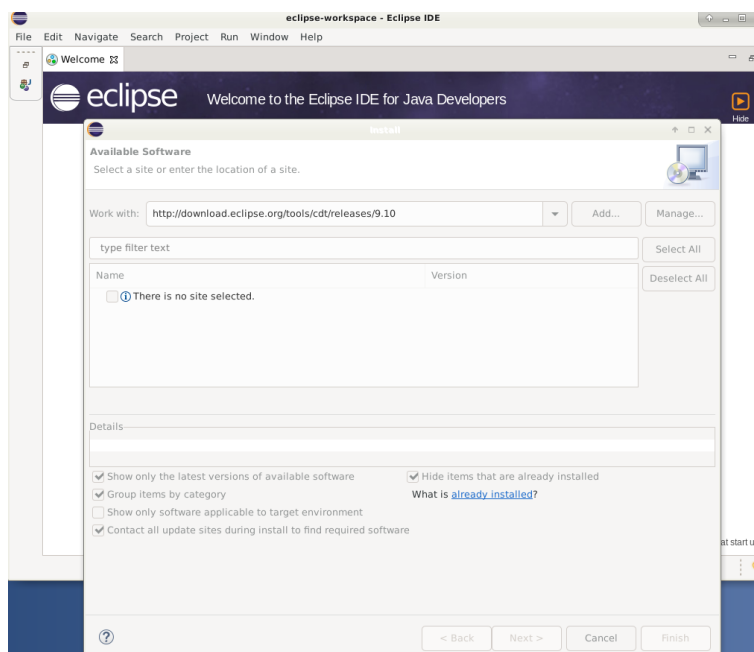 eclipse-workspace - Eclipse IDE
File Edit Navigate Search Project Run Window Help
Welcome
eclipse Welcome to the Eclipse IDE for Java Developers
Hide
Install
Available Software
Select a site or enter the location of a site.
Work with: http://download.eclipse.org/tools/cdt/releases/9.10 Add... Manage...
type filter text Select All
Name Version Deselect All
There is no site selected.
Details
Show only the latest versions of available software Hide items that are already installed
Group items by category What is already installed?
Show only software applicable to target environment
Contact all update sites during install to find required software
at start u
? < Back Next > Cancel Finish